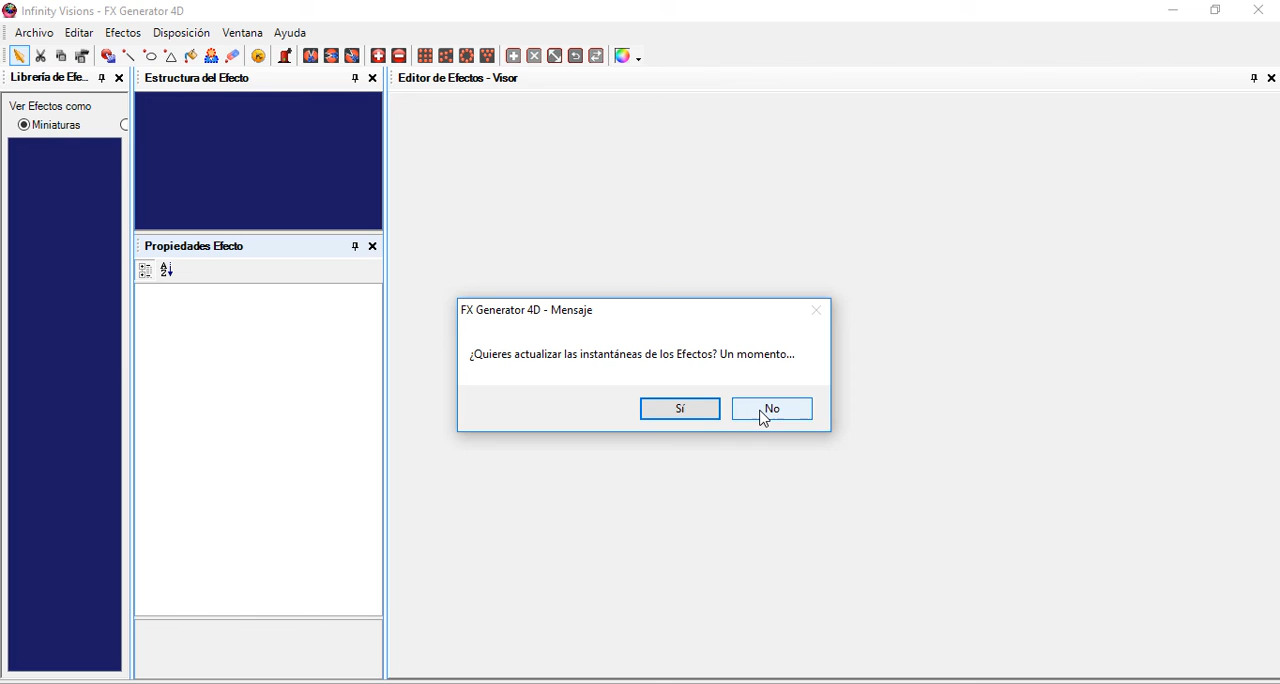 Infinity Visions - FX Generator 4D
Archivo Editar Efectos Disposición Ventana Ayuda
Librería de Efe...
Estructura del Efecto
Editor de Efectos - Visor
Ver Efectos como
Miniaturas
Propiedades Efecto
FX Generator 4D - Mensaje
¿Quieres actualizar las instantáneas de los Efectos? Un momento...
Sí
No